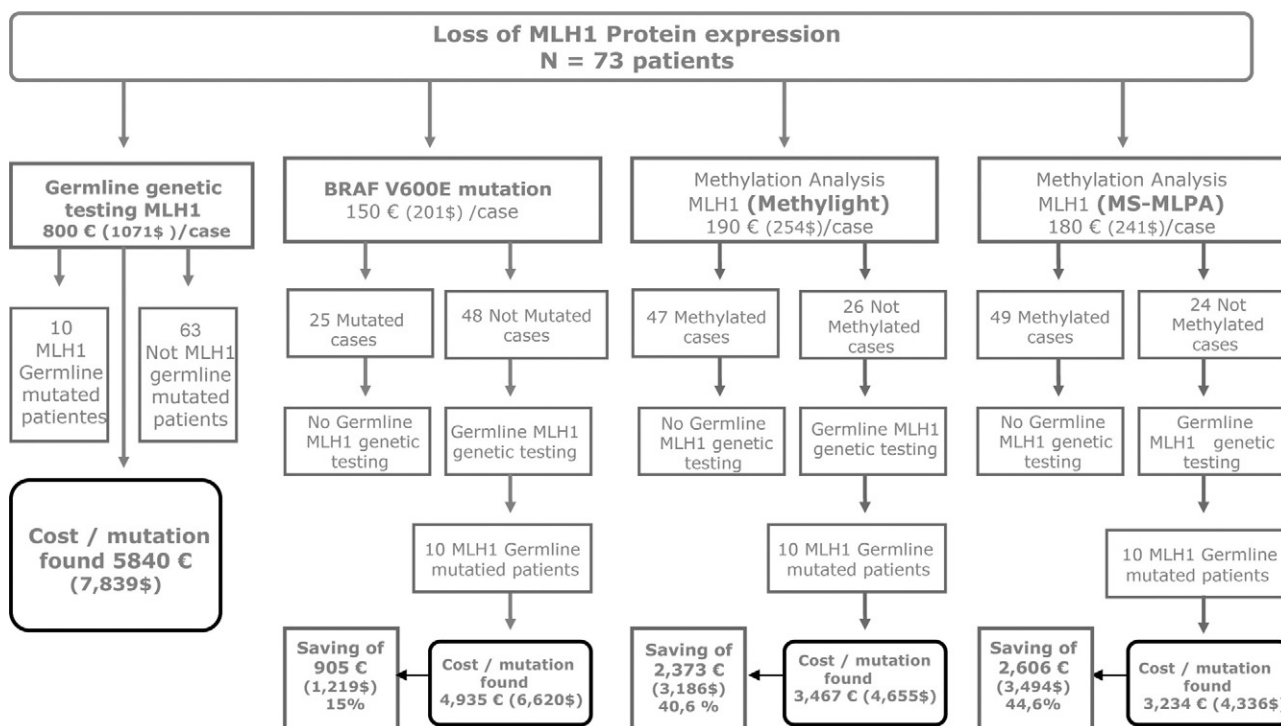 Loss of MLH1 Protein expression
N = 73 patients
Germline genetic
testing MLH1
800 € (1071$ )/case
10
MLH1
Germline
mutated
patientes
63
Not MLH1
germline
mutated
patients
Cost / mutation
found 5840 €
(7,839$)
BRAF V600E mutation
150 € (201$) /case
25 Mutated
cases
48 Not Mutated
cases
No Germline
MLH1 genetic
testing
Germline MLH1
genetic testing
10 MLH1 Germline
mutatied patients
Saving of
905 €
(1,219$)
15%
Cost / mutation
found
4,935 € (6,620$)
Methylation Analysis
MLH1 (Methylight)
190 € (254$)/case
47 Methylated
cases
26 Not
Methylated
cases
No Germline
MLH1 genetic
testing
Germline MLH1
genetic testing
10 MLH1 Germline
mutated patients
Saving of
2,373 €
(3,186$)
40,6 %
Cost / mutation
found
3,467 € (4,655$)
Methylation Analysis
MLH1 (MS-MLPA)
180 € (241$)/case
49 Methylated
cases
24 Not
Methylated
cases
No Germline
MLH1 genetic
testing
Germline
MLH1 genetic
testing
10 MLH1 Germline
mutated patients
Saving of
2,606 €
(3,494$)
44,6%
Cost / mutation
found
3,234 € (4,336$)